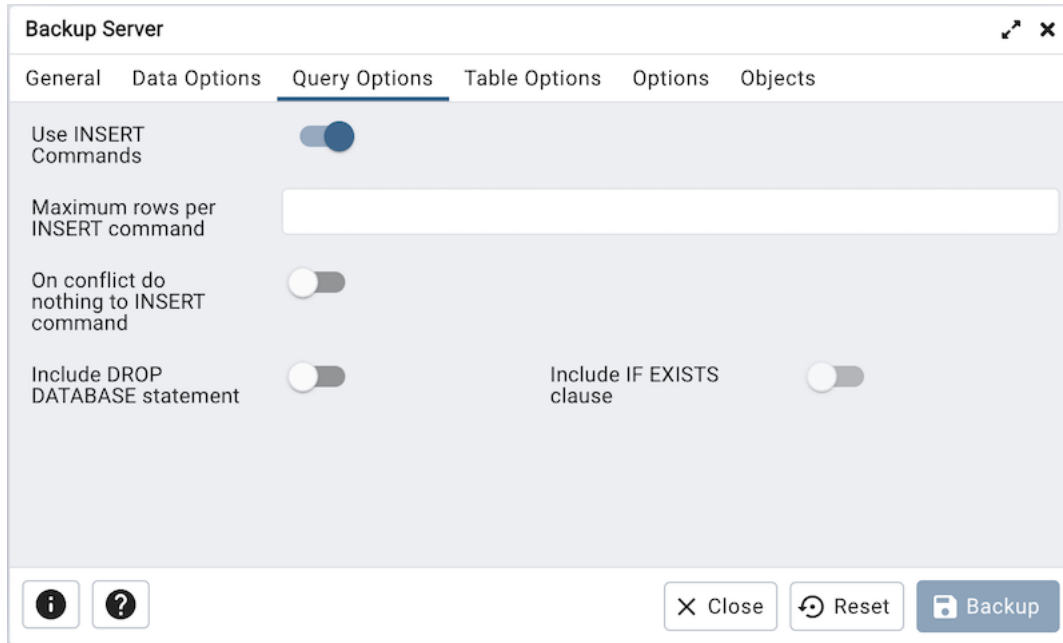 Backup Server
General Data Options Query Options Table Options Options Objects
Use INSERT
Commands
Maximum rows per
INSERT command
On conflict do
nothing to INSERT
command
Include DROP
DATABASE statement
Include IF EXISTS
clause
Close Reset Backup